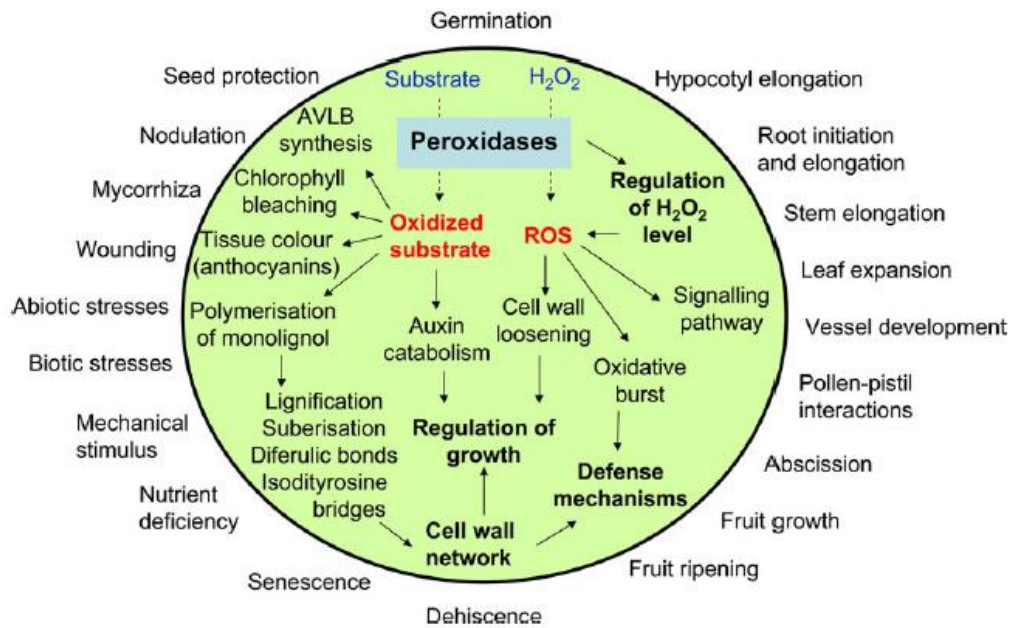 Germination
Seed protection
Substrate
H₂O₂
Hypocotyl elongation
AVLB
synthesis
Peroxidases
Nodulation
Root initiation
and elongation
Chlorophyll
bleaching
Regulation
of H₂O₂
level
Mycorrhiza
Stem elongation
Oxidized
substrate
ROS
Wounding
Tissue colour
(anthocyanins)
Leaf expansion
Abiotic stresses
Polymerisation
of monolignol
Auxin
catabolism
Cell wall
loosening
Signalling
pathway
Vessel development
Biotic stresses
Oxidative
burst
Pollen-pistil
interactions
Mechanical
stimulus
Lignification
Suberisation
Diferulic bonds
Isodityrosine
bridges
Regulation of
growth
Defense
mechanisms
Abscission
Nutrient
deficiency
Cell wall
network
Fruit growth
Senescence
Fruit ripening
Dehiscence